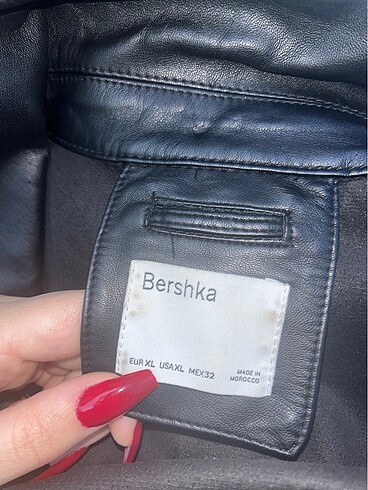 Bershka
EUR XL USA XL MEX 32
MADE IN
MOROCCO